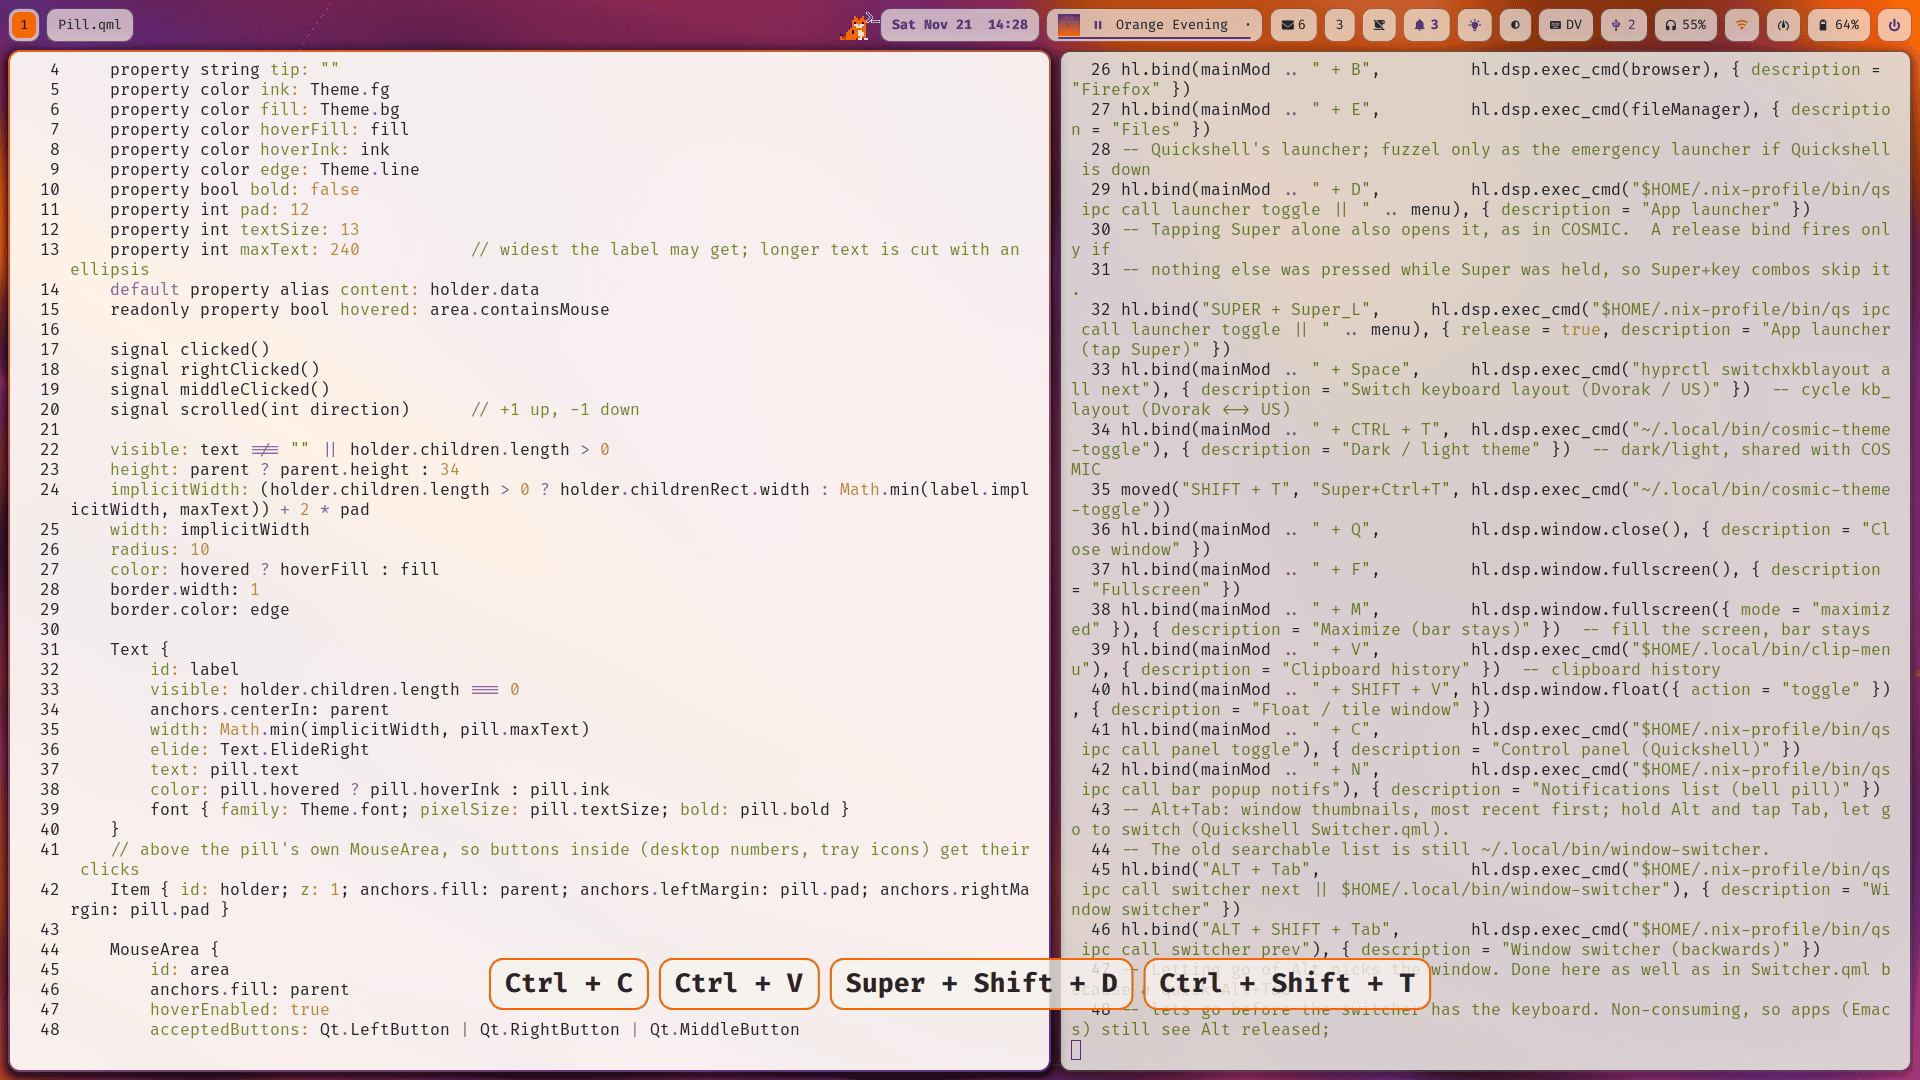 1 Pill.qml Sat Nov 21 14:28 Orange Evening · 6 3 3 DV 2 55% 64%
4 property string tip: ""
5 property color ink: Theme.fg
6 property color fill: Theme.bg
7 property color hoverFill: fill
8 property color hoverInk: ink
9 property color edge: Theme.line
10 property bool bold: false
11 property int pad: 12
12 property int textSize: 13
13 property int maxText: 240 // widest the label may get; longer text is cut with an
ellipsis
14 default property alias content: holder.data
15 readonly property bool hovered: area.containsMouse
16
17 signal clicked()
18 signal rightClicked()
19 signal middleClicked()
20 signal scrolled(int direction) // +1 up, -1 down
21
22 visible: text !== "" || holder.children.length > 0
23 height: parent ? parent.height : 34
24 implicitWidth: (holder.children.length > 0 ? holder.childrenRect.width : Math.min(label.impl
icitWidth, maxText)) + 2 * pad
25 width: implicitWidth
26 radius: 10
27 color: hovered ? hoverFill : fill
28 border.width: 1
29 border.color: edge
30
31 Text {
32 id: label
33 visible: holder.children.length === 0
34 anchors.centerIn: parent
35 width: Math.min(implicitWidth, pill.maxText)
36 elide: Text.ElideRight
37 text: pill.text
38 color: pill.hovered ? pill.hoverInk : pill.ink
39 font { family: Theme.font; pixelSize: pill.textSize; bold: pill.bold }
40 }
41 // above the pill's own MouseArea, so buttons inside (desktop numbers, tray icons) get their
clicks
42 Item { id: holder; z: 1; anchors.fill: parent; anchors.leftMargin: pill.pad; anchors.rightMa
rgin: pill.pad }
43
44 MouseArea {
45 id: area
46 anchors.fill: parent
47 hoverEnabled: true
48 acceptedButtons: Qt.LeftButton | Qt.RightButton | Qt.MiddleButton
26 hl.bind(mainMod .. " + B", hl.dsp.exec_cmd(browser), { description =
"Firefox" })
27 hl.bind(mainMod .. " + E", hl.dsp.exec_cmd(fileManager), { descriptio
n = "Files" })
28 -- Quickshell's launcher; fuzzel only as the emergency launcher if Quickshell
is down
29 hl.bind(mainMod .. " + D", hl.dsp.exec_cmd("$HOME/.nix-profile/bin/qs
ipc call launcher toggle || " .. menu), { description = "App launcher" })
30 -- Tapping Super alone also opens it, as in COSMIC. A release bind fires onl
y if
31 -- nothing else was pressed while Super was held, so Super+key combos skip it
.
32 hl.bind("SUPER + Super_L", hl.dsp.exec_cmd("$HOME/.nix-profile/bin/qs ipc
call launcher toggle || " .. menu), { release = true, description = "App launcher
(tap Super)" })
33 hl.bind(mainMod .. " + Space", hl.dsp.exec_cmd("hyprctl switchxkblayout a
ll next"), { description = "Switch keyboard layout (Dvorak / US)" }) -- cycle kb_
layout (Dvorak <-> US)
34 hl.bind(mainMod .. " + CTRL + T", hl.dsp.exec_cmd("~/.local/bin/cosmic-theme
-toggle"), { description = "Dark / light theme" }) -- dark/light, shared with COS
MIC
35 moved("SHIFT + T", "Super+Ctrl+T", hl.dsp.exec_cmd("~/.local/bin/cosmic-theme
-toggle"))
36 hl.bind(mainMod .. " + Q", hl.dsp.window.close(), { description = "Cl
ose window" })
37 hl.bind(mainMod .. " + F", hl.dsp.window.fullscreen(), { description
= "Fullscreen" })
38 hl.bind(mainMod .. " + M", hl.dsp.window.fullscreen({ mode = "maximiz
ed" }), { description = "Maximize (bar stays)" }) -- fill the screen, bar stays
39 hl.bind(mainMod .. " + V", hl.dsp.exec_cmd("$HOME/.local/bin/clip-men
u"), { description = "Clipboard history" }) -- clipboard history
40 hl.bind(mainMod .. " + SHIFT + V", hl.dsp.window.float({ action = "toggle" })
, { description = "Float / tile window" })
41 hl.bind(mainMod .. " + C", hl.dsp.exec_cmd("$HOME/.nix-profile/bin/qs
ipc call panel toggle"), { description = "Control panel (Quickshell)" })
42 hl.bind(mainMod .. " + N", hl.dsp.exec_cmd("$HOME/.nix-profile/bin/qs
ipc call bar popup notifs"), { description = "Notifications list (bell pill)" })
43 -- Alt+Tab: window thumbnails, most recent first; hold Alt and tap Tab, let g
o to switch (Quickshell Switcher.qml).
44 -- The old searchable list is still ~/.local/bin/window-switcher.
45 hl.bind("ALT + Tab", hl.dsp.exec_cmd("$HOME/.nix-profile/bin/qs
ipc call switcher next || $HOME/.local/bin/window-switcher"), { description = "Wi
ndow switcher" })
46 hl.bind("ALT + SHIFT + Tab", hl.dsp.exec_cmd("$HOME/.nix-profile/bin/qs
ipc call switcher prev"), { description = "Window switcher (backwards)" })
47 -- Letting go of Alt picks the window. Done here as well as in Switcher.qml b
48 -- lets go before the switcher has the keyboard. Non-consuming, so apps (Emac
s) still see Alt released;
Ctrl + C Ctrl + V Super + Shift + D Ctrl + Shift + T